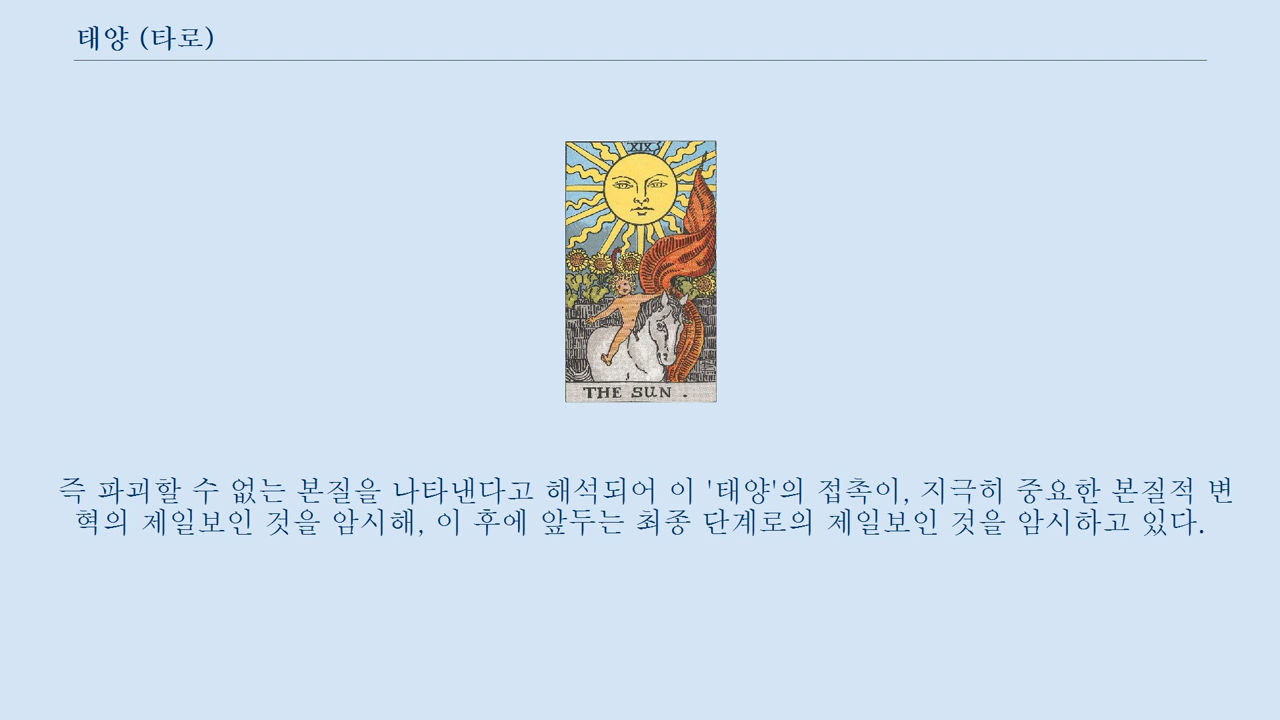 태양 (타로)
XIX
THE SUN .
즉 파괴할 수 없는 본질을 나타낸다고 해석되어 이 '태양'의 접촉이, 지극히 중요한 본질적 변
혁의 제일보인 것을 암시해, 이 후에 앞두는 최종 단계로의 제일보인 것을 암시하고 있다.